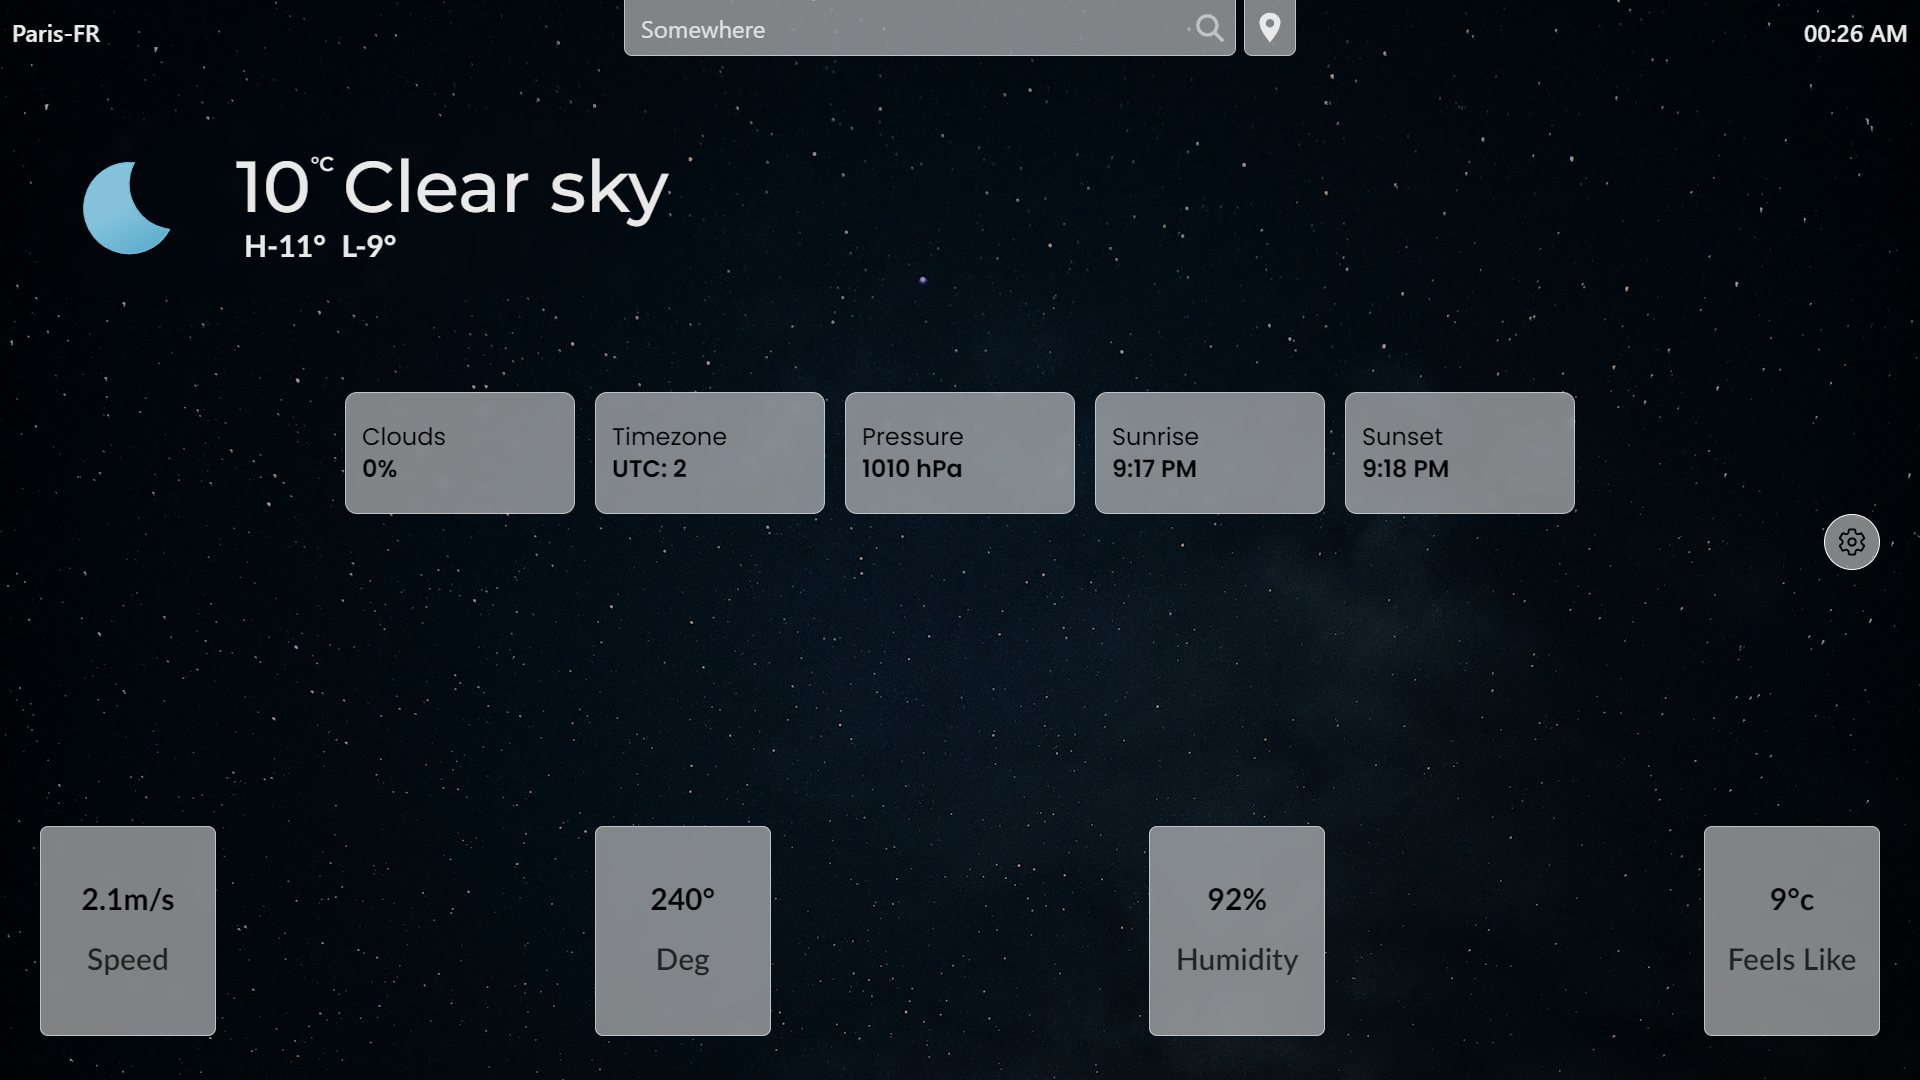 Paris-FR
Somewhere
00:26 AM
10°C Clear sky
H-11° L-9°
Clouds
0%
Timezone
UTC: 2
Pressure
1010 hPa
Sunrise
9:17 PM
Sunset
9:18 PM
2.1m/s
Speed
240°
Deg
92%
Humidity
9°c
Feels Like